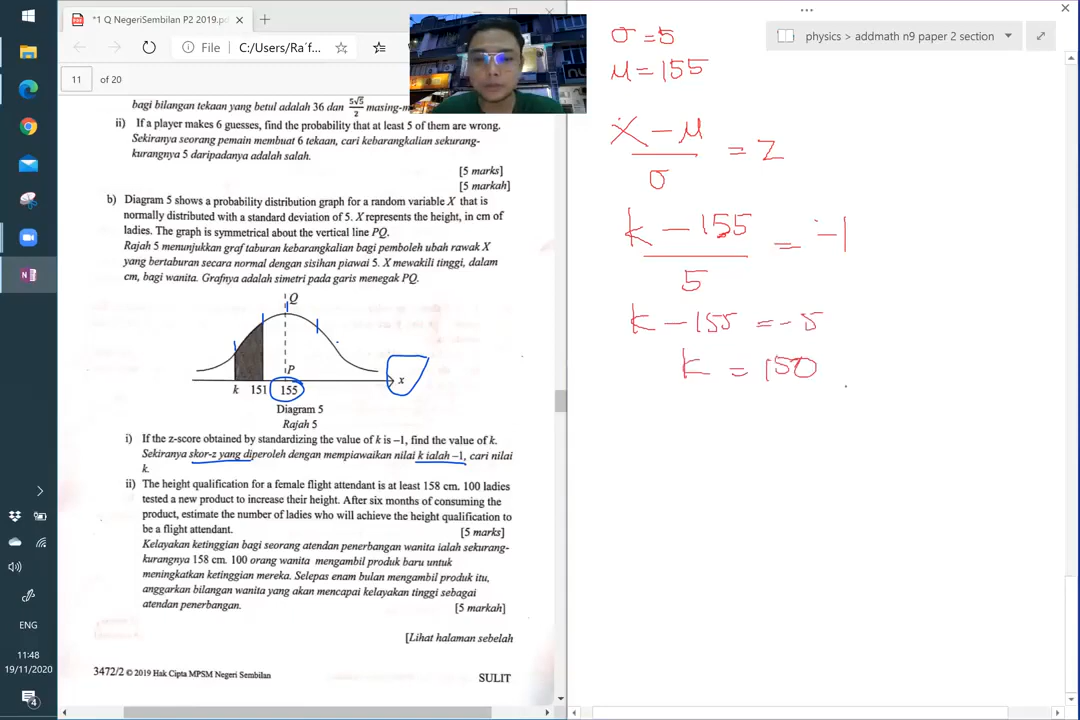 *1 Q NegeriSembilan P2 2019.pd
File
C:/Users/Ra´f...
11
of 20
bagi bilangan tekaan yang betul adalah 36 dan 5√5/2 masing-m
ii) If a player makes 6 guesses, find the probability that at least 5 of them are wrong.
Sekiranya seorang pemain membuat 6 tekaan, cari kebarangkalian sekurang-
kurangnya 5 daripadanya adalah salah.
[5 marks]
[5 markah]
b) Diagram 5 shows a probability distribution graph for a random variable X that is
normally distributed with a standard deviation of 5. X represents the height, in cm of
ladies. The graph is symmetrical about the vertical line PQ.
Rajah 5 menunjukkan graf taburan kebarangkalian bagi pemboleh ubah rawak X
yang bertaburan secara normal dengan sisihan piawai 5. X mewakili tinggi, dalam
cm, bagi wanita. Grafnya adalah simetri pada garis menegak PQ.
Q
P
x
k 151 155
Diagram 5
Rajah 5
i) If the z-score obtained by standardizing the value of k is −1, find the value of k.
Sekiranya skor-z yang diperoleh dengan mempiawaikan nilai k ialah −1, cari nilai
k.
ii) The height qualification for a female flight attendant is at least 158 cm. 100 ladies
tested a new product to increase their height. After six months of consuming the
product, estimate the number of ladies who will achieve the height qualification to
be a flight attendant.
[5 marks]
Kelayakan ketinggian bagi seorang atendan penerbangan wanita ialah sekurang-
kurangnya 158 cm. 100 orang wanita mengambil produk baru untuk
meningkatkan ketinggian mereka. Selepas enam bulan mengambil produk itu,
anggarkan bilangan wanita yang akan mencapai kelayakan tinggi sebagai
atendan penerbangan.
[5 markah]
[Lihat halaman sebelah
3472/2 © 2019 Hak Cipta MPSM Negeri Sembilan
SULIT
physics > addmath n9 paper 2 section
σ = 5
μ = 155
X − μ
σ
= Z
k − 155
5
= −1
k − 155 = −5
k = 150
ENG
11:48
19/11/2020
4